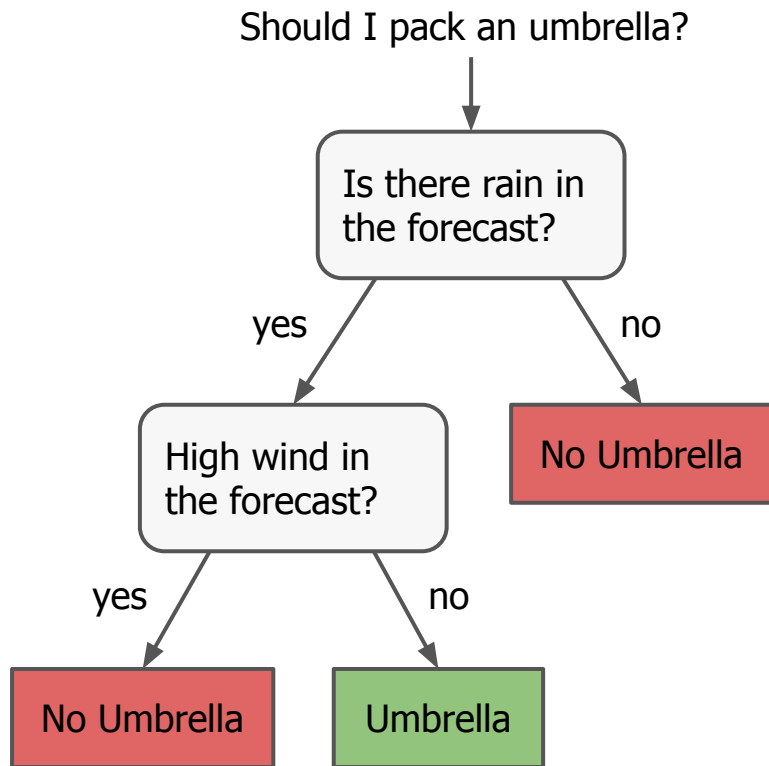 Should I pack an umbrella?
Is there rain in
the forecast?
yes
no
High wind in
the forecast?
No Umbrella
yes
no
No Umbrella
Umbrella